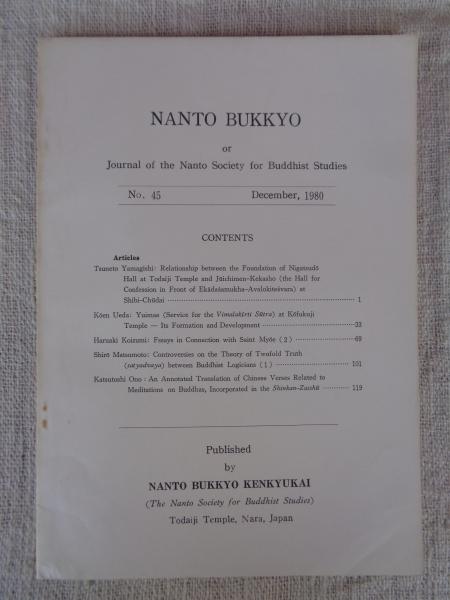 NANTO BUKKYO
or
Journal of the Nanto Society for Buddhist Studies
No. 45 December, 1980
CONTENTS
Articles
Tsuneto Yamagishi: Relationship between the Foundation of Nigatsudō
Hall at Todaiji Temple and Jūichimen-Kekasho (the Hall for
Confession in Front of Ekādaśamukha-Avalokiteśvara) at
Shibi-Chūdai 1
Kōen Ueda: Yuimae (Service for the Vimalakīrti Sūtra) at Kōfukuji
Temple — Its Formation and Development 33
Haruaki Koizumi: Essays in Connection with Saint Myōe (2) 69
Shirō Matsumoto: Controversies on the Theory of Twofold Truth
(satyadvaya) between Buddhist Logicians (1) 101
Katsutoshi Ono: An Annotated Translation of Chinese Verses Related to
Meditations on Buddhas, Incorporated in the Shinkan-Zasshū 119
Published
by
NANTO BUKKYO KENKYUKAI
(The Nanto Society for Buddhist Studies)
Todaiji Temple, Nara, Japan